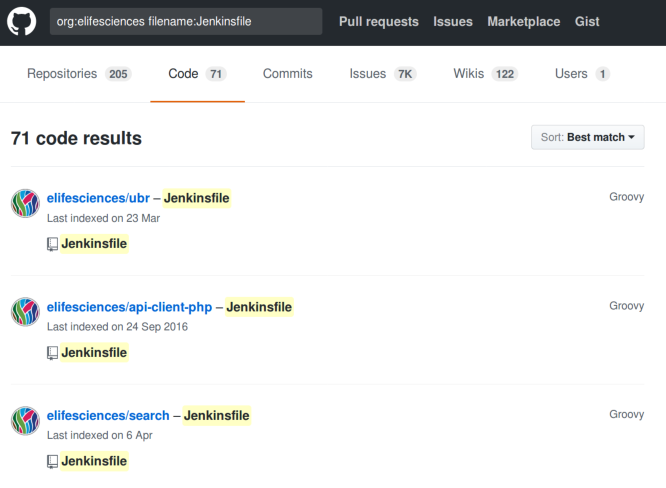 org:elifesciences filename:Jenkinsfile Pull requests Issues Marketplace Gist
Repositories 205 Code 71 Commits Issues 7K Wikis 122 Users 1
71 code results Sort: Best match
elifesciences/ubr – Jenkinsfile Groovy
Last indexed on 23 Mar
Jenkinsfile
elifesciences/api-client-php – Jenkinsfile Groovy
Last indexed on 24 Sep 2016
Jenkinsfile
elifesciences/search – Jenkinsfile Groovy
Last indexed on 6 Apr
Jenkinsfile